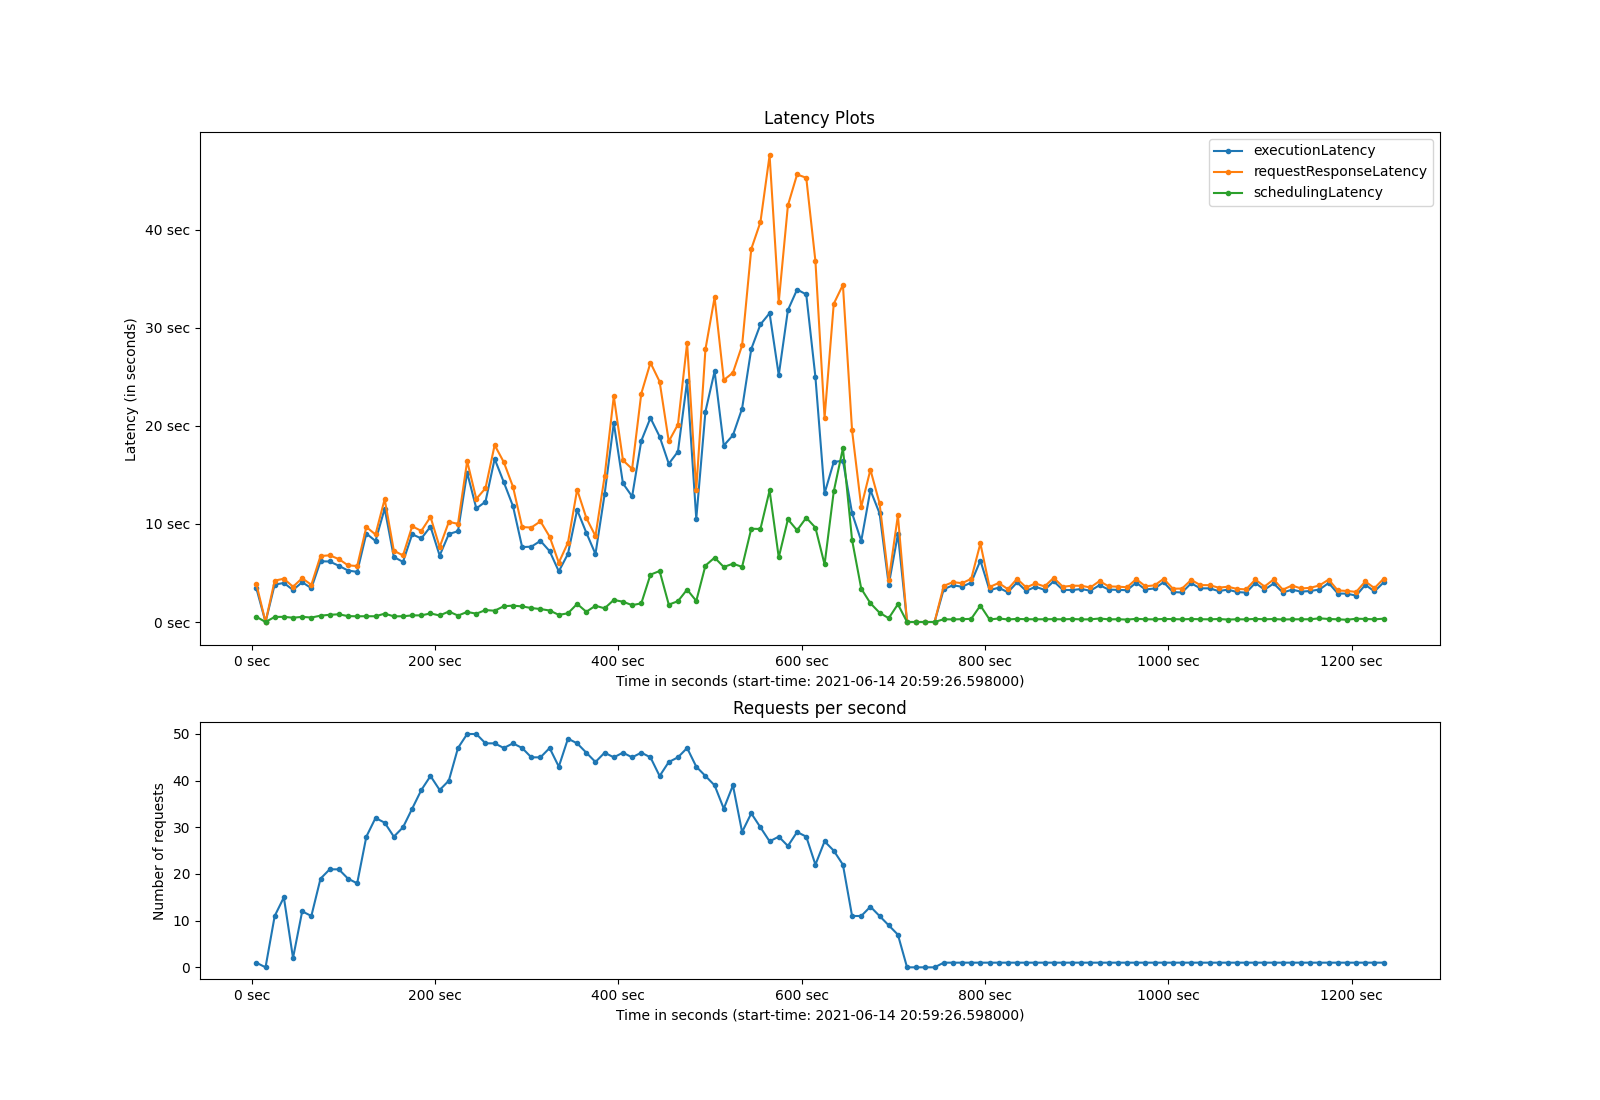 Latency Plots
executionLatency
requestResponseLatency
schedulingLatency
Latency (in seconds)
40 sec
30 sec
20 sec
10 sec
0 sec
0 sec 200 sec 400 sec 600 sec 800 sec 1000 sec 1200 sec
Time in seconds (start-time: 2021-06-14 20:59:26.598000)
Requests per second
Number of requests
50
40
30
20
10
0
0 sec 200 sec 400 sec 600 sec 800 sec 1000 sec 1200 sec
Time in seconds (start-time: 2021-06-14 20:59:26.598000)